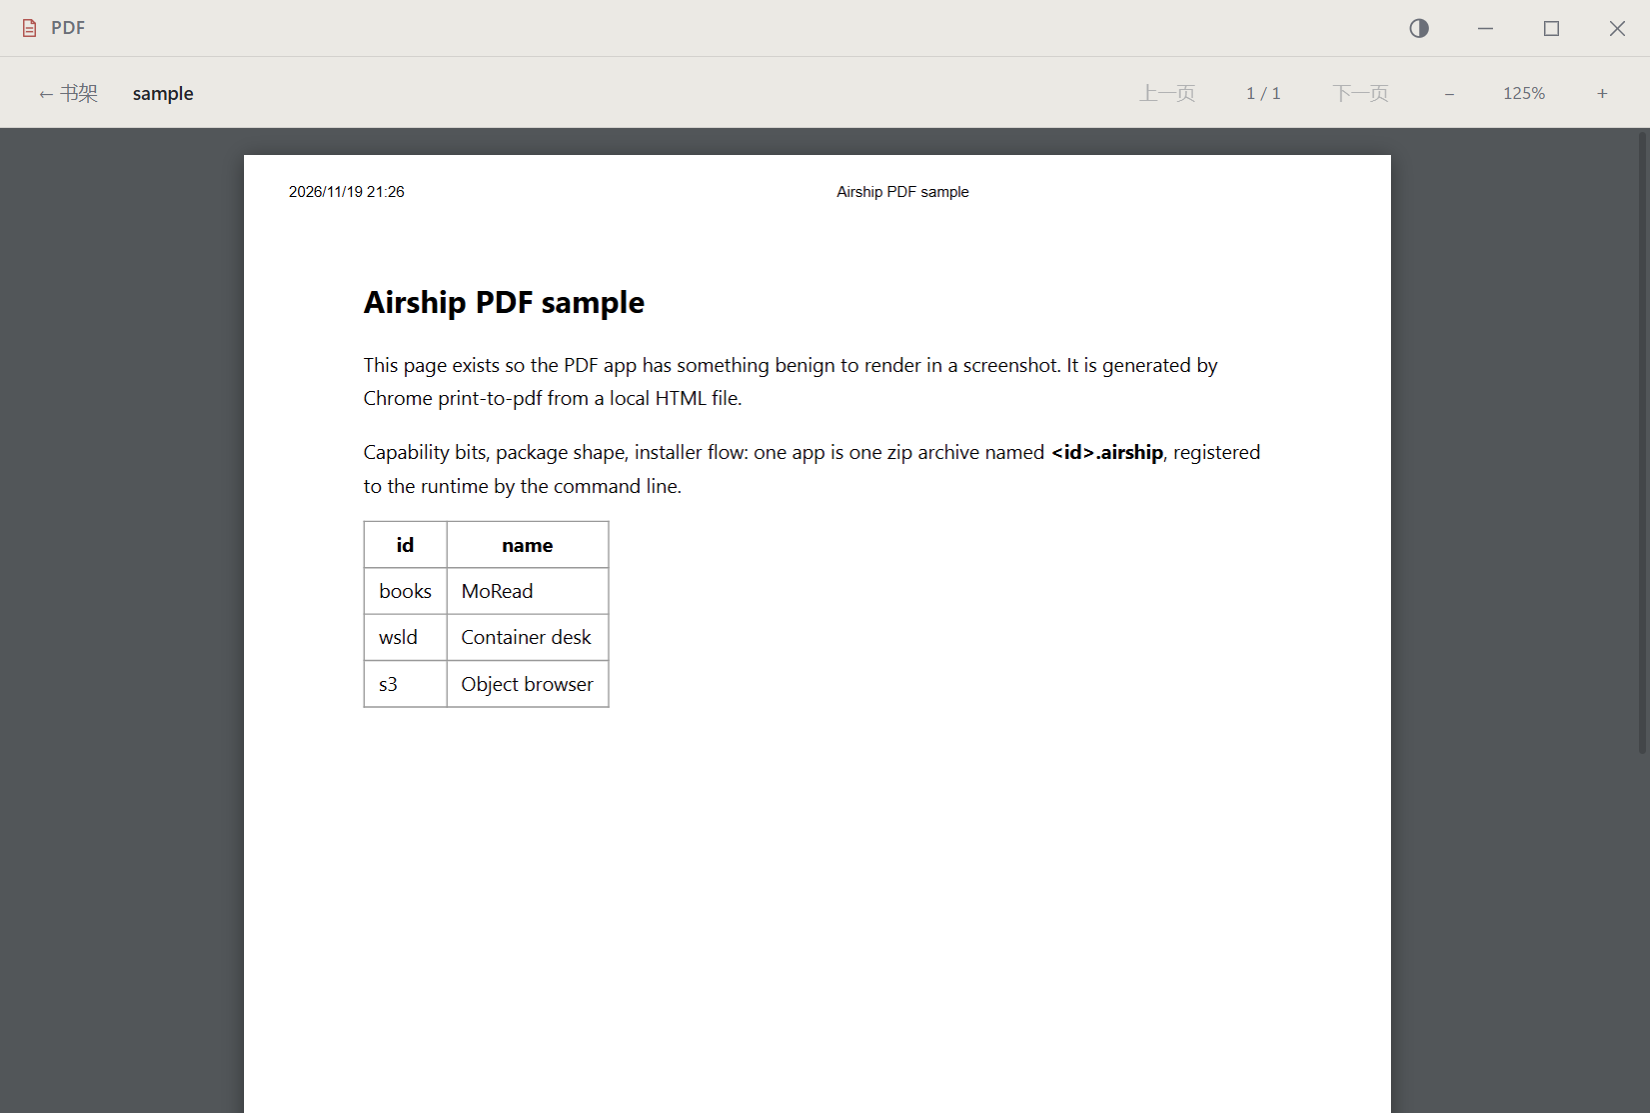 PDF
← 书架 sample 上一页 1 / 1 下一页 – 125% +
2026/11/19 21:26 Airship PDF sample
Airship PDF sample
This page exists so the PDF app has something benign to render in a screenshot. It is generated by
Chrome print-to-pdf from a local HTML file.
Capability bits, package shape, installer flow: one app is one zip archive named <id>.airship, registered
to the runtime by the command line.
id name
books MoRead
wsld Container desk
s3 Object browser